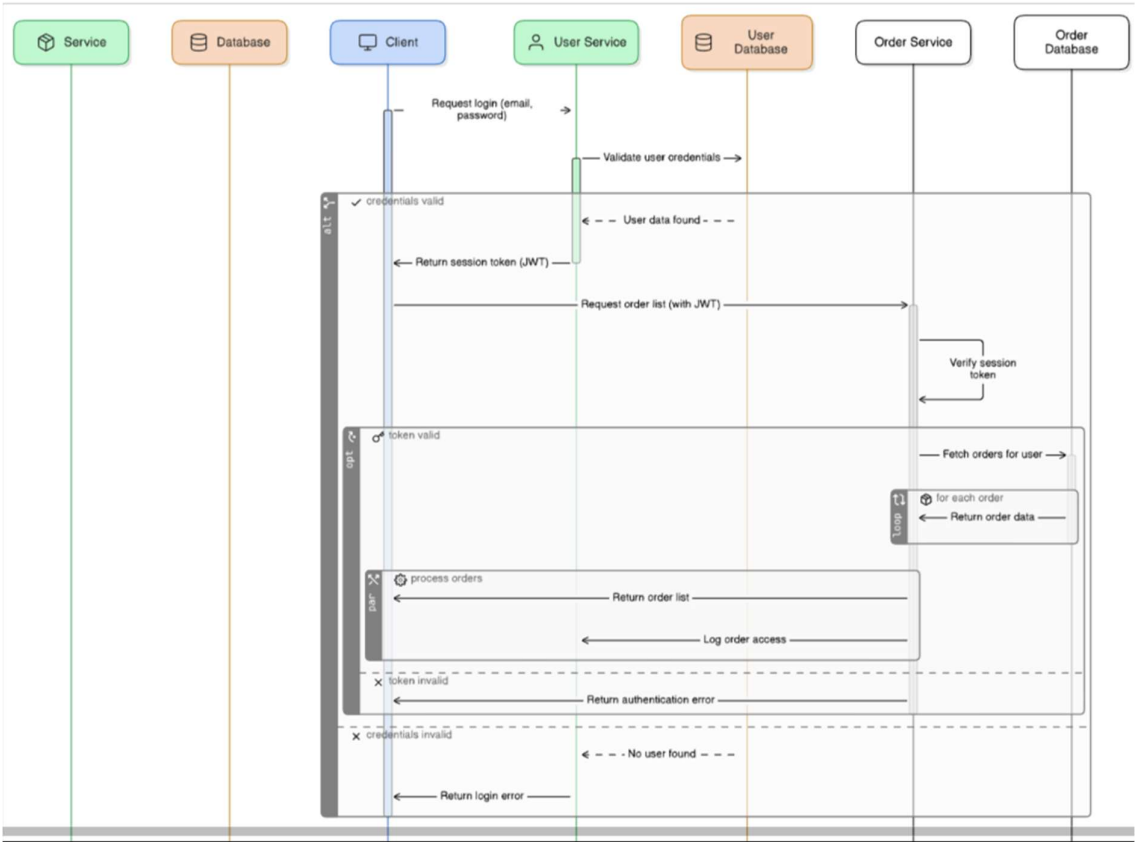 Service
Database
Client
User Service
User
Database
Order Service
Order
Database
Request login (email,
password)
Validate user credentials
alt
credentials valid
User data found
Return session token (JWT)
Request order list (with JWT)
Verify session
token
opt
token valid
Fetch orders for user
loop
for each order
Return order data
par
process orders
Return order list
Log order access
token invalid
Return authentication error
credentials invalid
No user found
Return login error